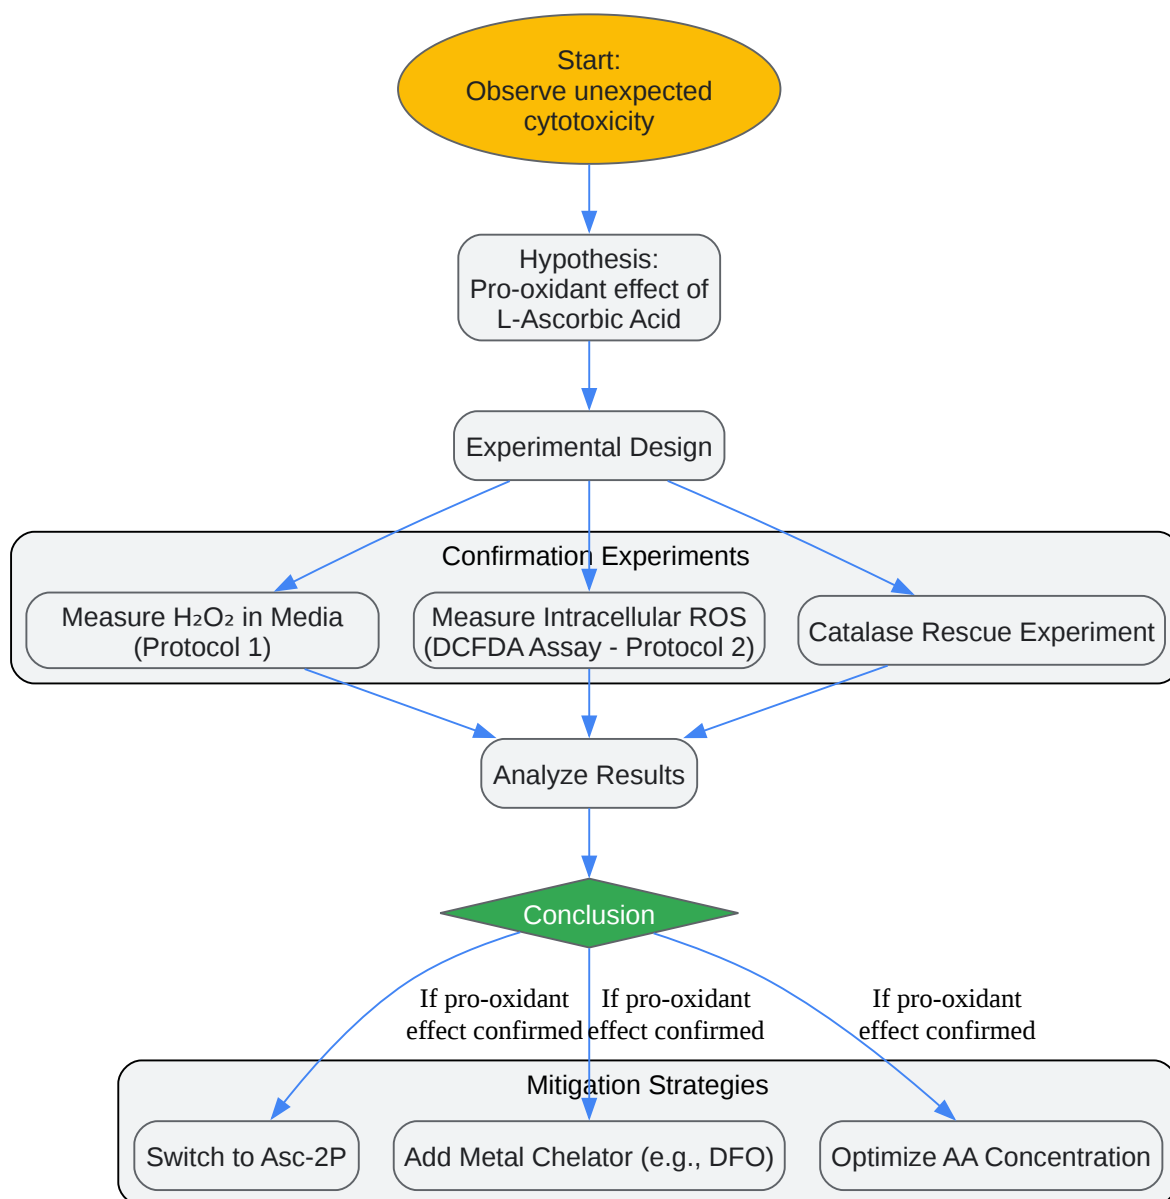 Start:
Observe unexpected
cytotoxicity
Hypothesis:
Pro-oxidant effect of
L-Ascorbic Acid
Experimental Design
Confirmation Experiments
Measure H₂O₂ in Media
(Protocol 1)
Measure Intracellular ROS
(DCFDA Assay - Protocol 2)
Catalase Rescue Experiment
Analyze Results
Conclusion
If pro-oxidant
effect confirmed
If pro-oxidant
effect confirmed
If pro-oxidant
effect confirmed
Mitigation Strategies
Switch to Asc-2P
Add Metal Chelator (e.g., DFO)
Optimize AA Concentration